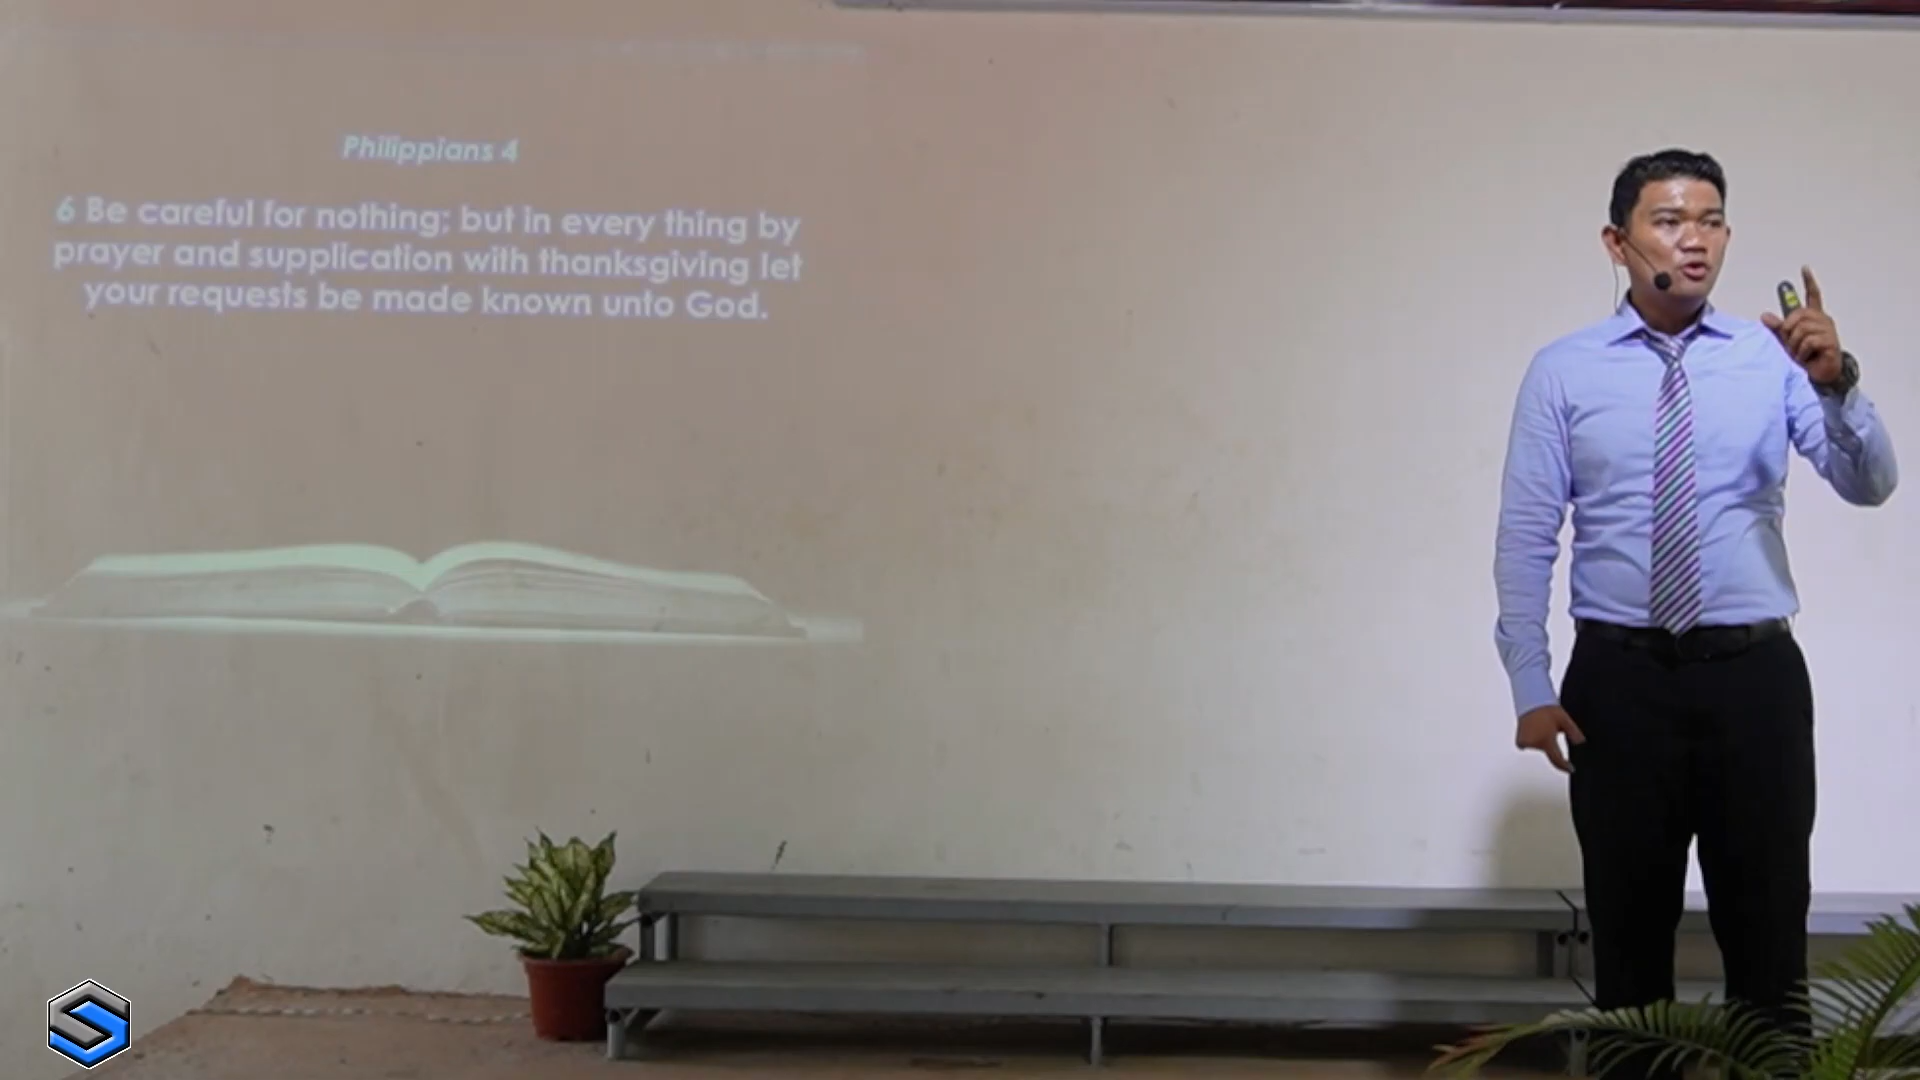 Philippians 4
6 Be careful for nothing; but in every thing by
prayer and supplication with thanksgiving let
your requests be made known unto God.